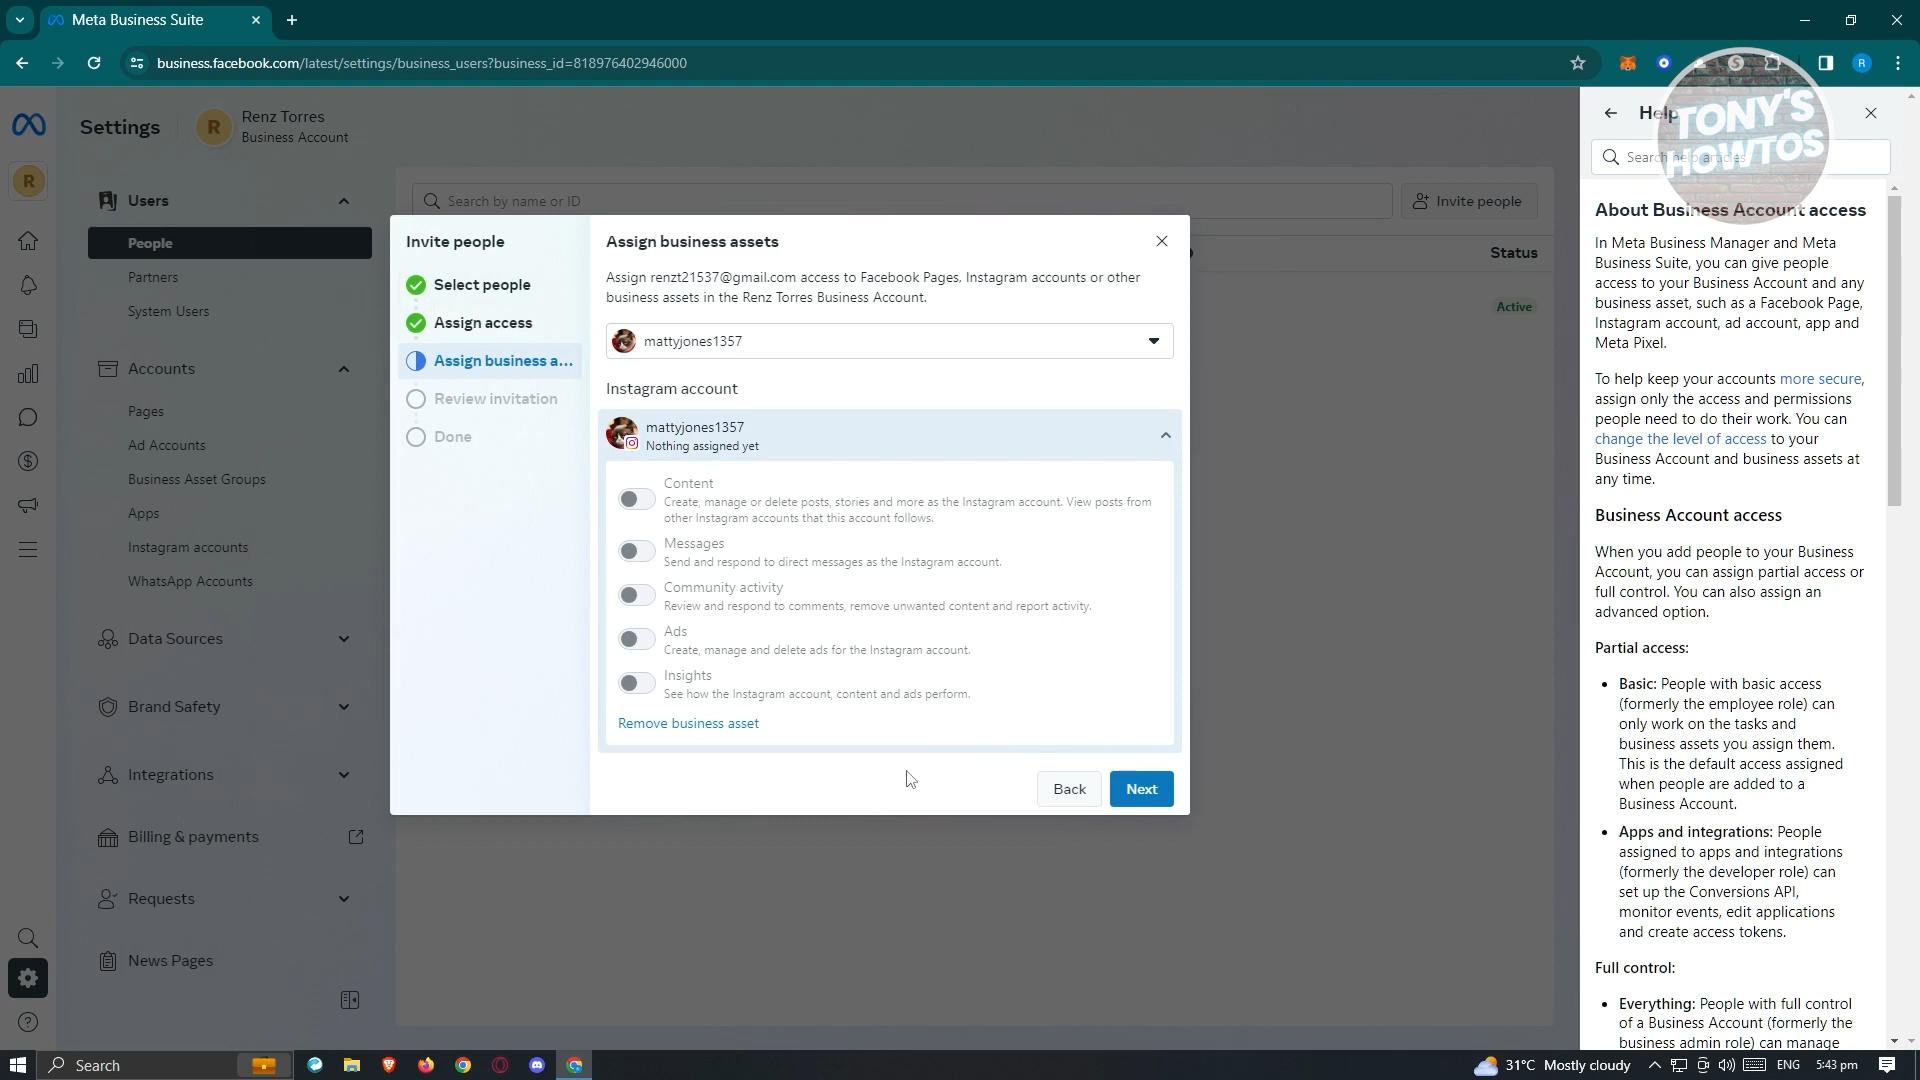 Meta Business Suite
business.facebook.com/latest/settings/business_users?business_id=818976402946000
R
Settings
R
Renz Torres
Business Account
R
Users
People
Partners
System Users
Accounts
Pages
Ad Accounts
Business Asset Groups
Apps
Instagram accounts
WhatsApp Accounts
Data Sources
Brand Safety
Integrations
Billing & payments
Requests
News Pages
Search by name or ID
Invite people
Status
Active
Invite people
Select people
Assign access
Assign business a...
Review invitation
Done
Assign business assets
Assign renzt21537@gmail.com access to Facebook Pages, Instagram accounts or other
business assets in the Renz Torres Business Account.
mattyjones1357
Instagram account
mattyjones1357
Nothing assigned yet
Content
Create, manage or delete posts, stories and more as the Instagram account. View posts from
other Instagram accounts that this account follows.
Messages
Send and respond to direct messages as the Instagram account.
Community activity
Review and respond to comments, remove unwanted content and report activity.
Ads
Create, manage and delete ads for the Instagram account.
Insights
See how the Instagram account, content and ads perform.
Remove business asset
Back
Next
Help
TONY'S
HOWTOS
Search help articles
About Business Account access
In Meta Business Manager and Meta
Business Suite, you can give people
access to your Business Account and any
business asset, such as a Facebook Page,
Instagram account, ad account, app and
Meta Pixel.
To help keep your accounts more secure,
assign only the access and permissions
people need to do their work. You can
change the level of access to your
Business Account and business assets at
any time.
Business Account access
When you add people to your Business
Account, you can assign partial access or
full control. You can also assign an
advanced option.
Partial access:
• Basic: People with basic access
(formerly the employee role) can
only work on the tasks and
business assets you assign them.
This is the default access assigned
when people are added to a
Business Account.
• Apps and integrations: People
assigned to apps and integrations
(formerly the developer role) can
set up the Conversions API,
monitor events, edit applications
and create access tokens.
Full control:
• Everything: People with full control
of a Business Account (formerly the
business admin role) can manage
Search
31°C Mostly cloudy
ENG
5:43 pm